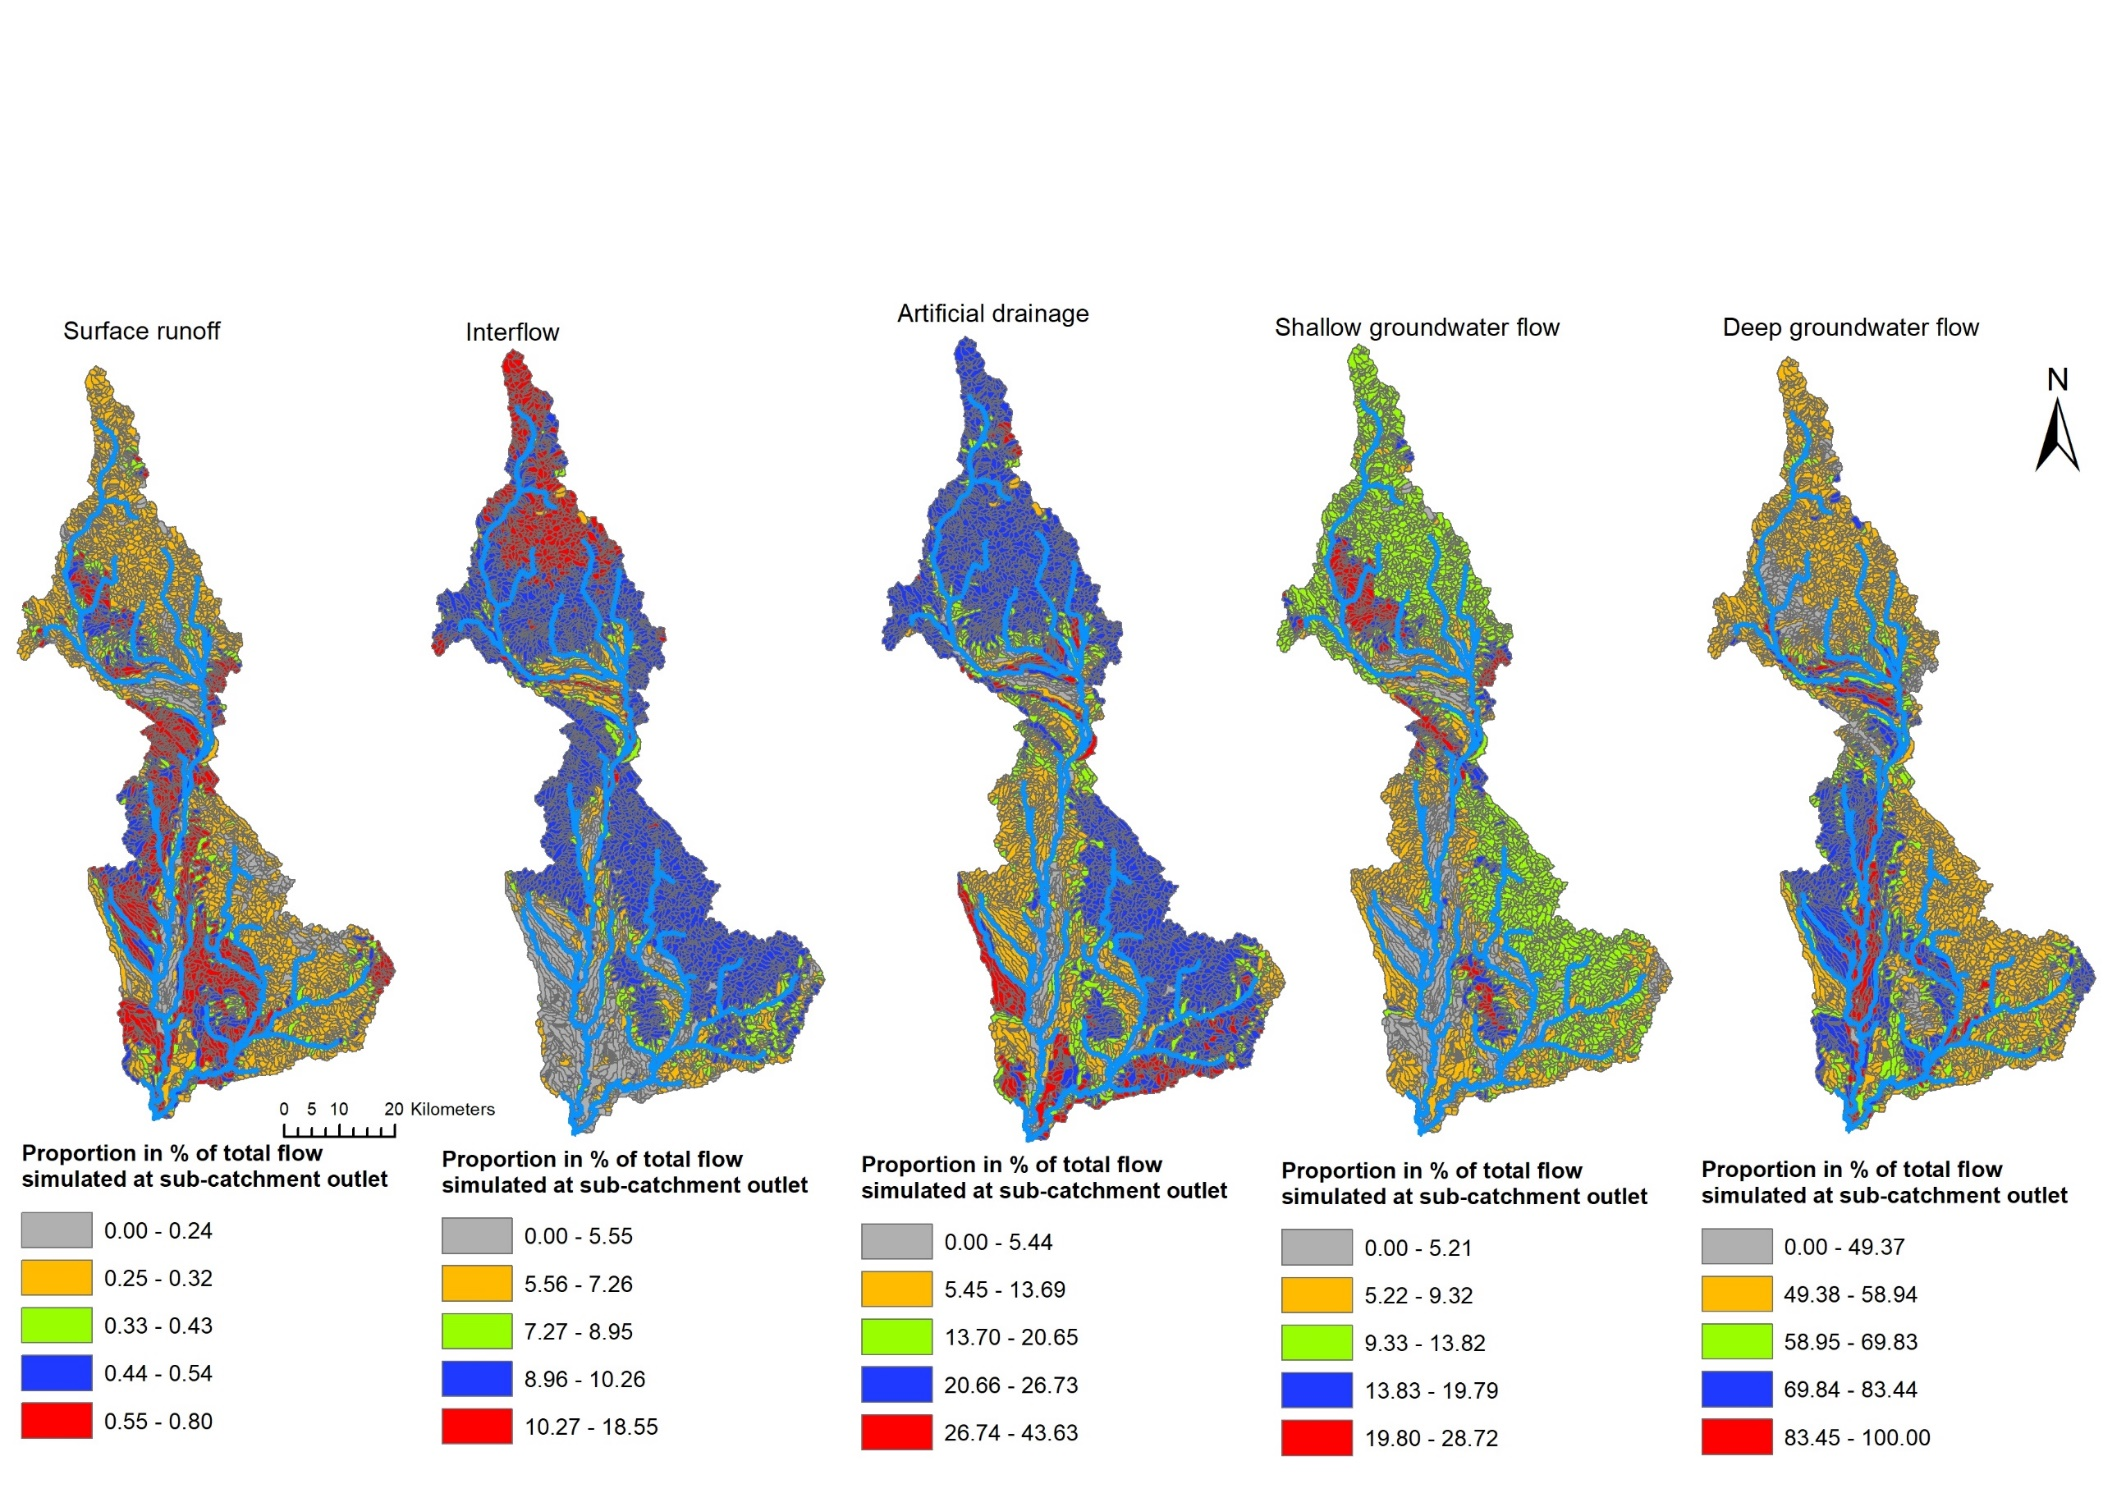 Surface runoff
Interflow
Artificial drainage
Shallow groundwater flow
Deep groundwater flow
N
0 5 10 20 Kilometers
Proportion in % of total flow
simulated at sub-catchment outlet
0.00 - 0.24
0.25 - 0.32
0.33 - 0.43
0.44 - 0.54
0.55 - 0.80
Proportion in % of total flow
simulated at sub-catchment outlet
0.00 - 5.55
5.56 - 7.26
7.27 - 8.95
8.96 - 10.26
10.27 - 18.55
Proportion in % of total flow
simulated at sub-catchment outlet
0.00 - 5.44
5.45 - 13.69
13.70 - 20.65
20.66 - 26.73
26.74 - 43.63
Proportion in % of total flow
simulated at sub-catchment outlet
0.00 - 5.21
5.22 - 9.32
9.33 - 13.82
13.83 - 19.79
19.80 - 28.72
Proportion in % of total flow
simulated at sub-catchment outlet
0.00 - 49.37
49.38 - 58.94
58.95 - 69.83
69.84 - 83.44
83.45 - 100.00